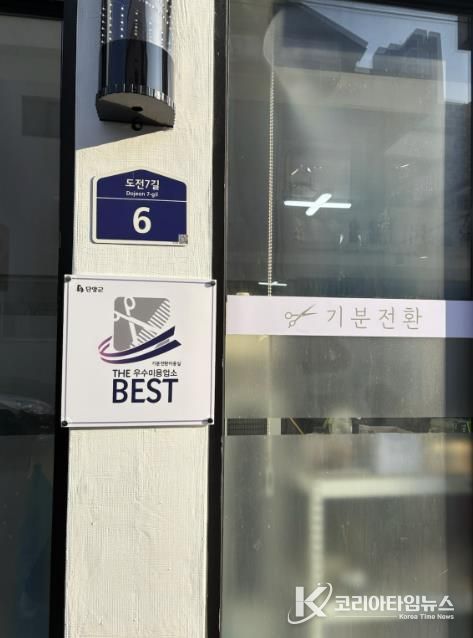 도전7길
Dojeon 7-gil
6
단양군
기분전환미용실
THE 우수미용업소
BEST
기분전환
코리아타임뉴스
Korea Time News